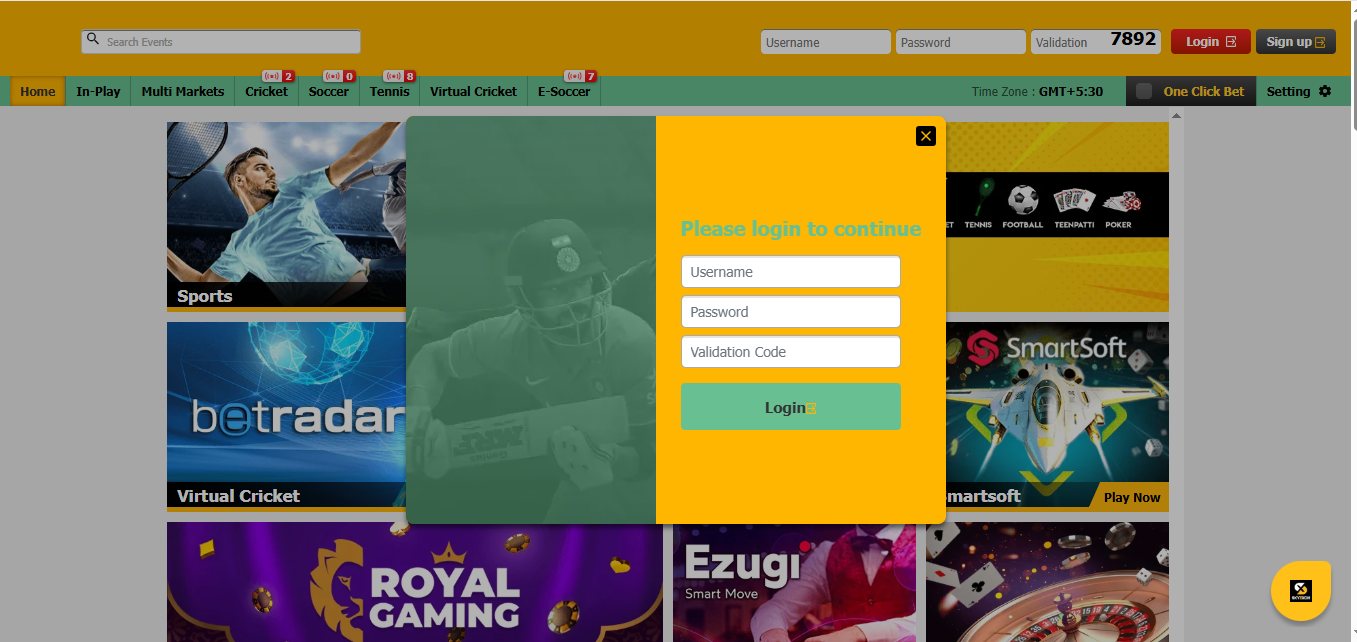 Search Events
Username
Password
Validation 7892
Login
Sign up
Home
In-Play
Multi Markets
Cricket 2
Soccer 0
Tennis 8
Virtual Cricket
E-Soccer 7
Time Zone : GMT+5:30
One Click Bet
Setting
Please login to continue
Username
Password
Validation Code
Login
Sports
ET TENNIS FOOTBALL TEENPATTI POKER
betradar
Virtual Cricket
SmartSoft
martsoft
Play Now
ROYAL
GAMING
Ezugi
Smart Move